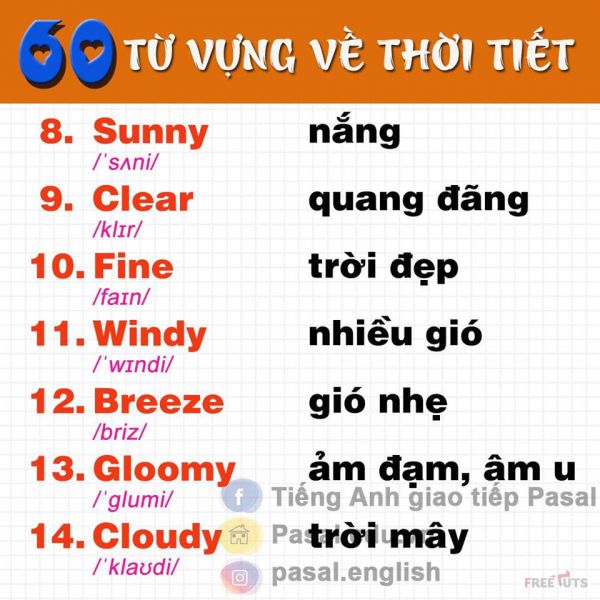 60 TỪ VỰNG VỀ THỜI TIẾT
8. Sunny nắng
/ˈsʌni/
9. Clear quang đãng
/klɪr/
10. Fine trời đẹp
/faɪn/
11. Windy nhiều gió
/ˈwɪndi/
12. Breeze gió nhẹ
/briz/
13. Gloomy ảm đạm, âm u
/ˈglumi/
Tiếng Anh giao tiếp Pasal
14. Cloudy trời mây
/ˈklaʊdi/
pasal.english
FREETUTS